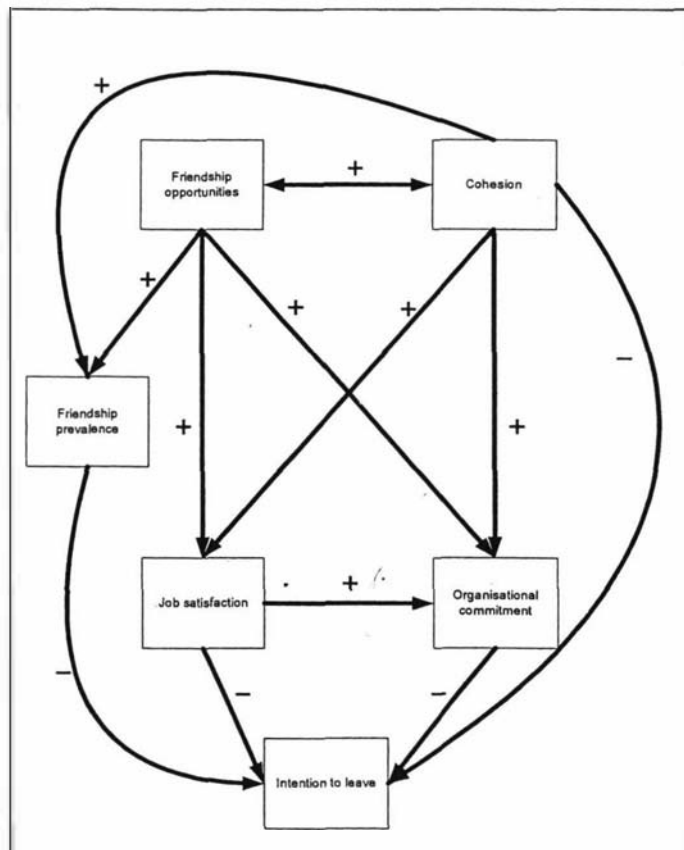 +
Friendship
opportunities
+
Cohesion
+
+
+
−
Friendship
prevalence
+
+
Job satisfaction
+
Organisational
commitment
−
−
−
Intention to leave